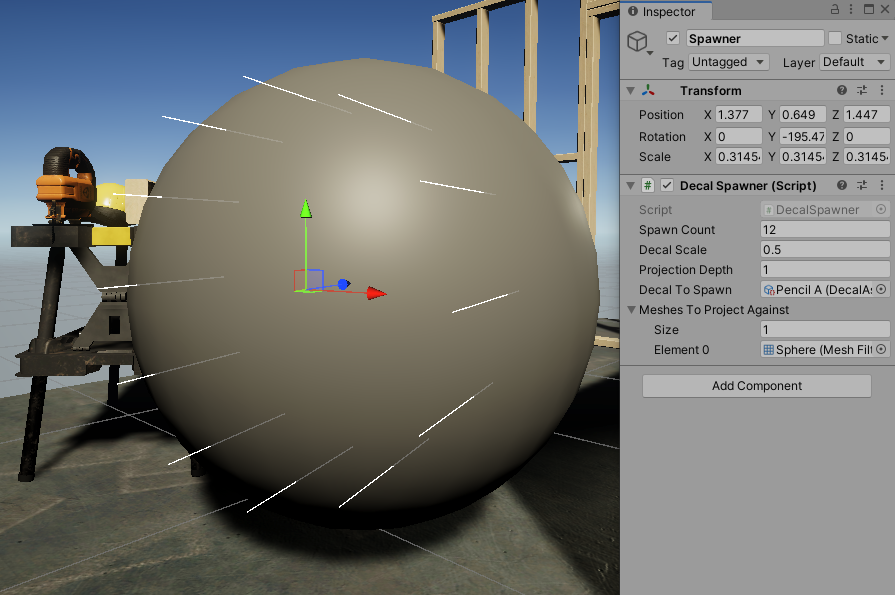 Inspector
Spawner
Static
Tag Untagged Layer Default
Transform
Position X 1.377 Y 0.649 Z 1.447
Rotation X 0 Y -195.47 Z 0
Scale X 0.3145 Y 0.3145 Z 0.3145
# Decal Spawner (Script)
Script # DecalSpawner
Spawn Count 12
Decal Scale 0.5
Projection Depth 1
Decal To Spawn Pencil A (DecalAs
Meshes To Project Against
Size 1
Element 0 Sphere (Mesh Filt
Add Component